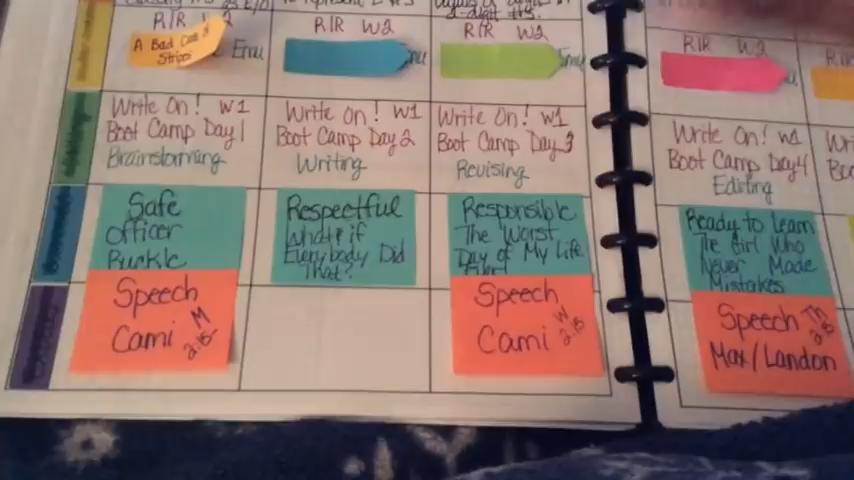 R/R W2
A Bad Case of
Stripes
Emu
R/R W2
R/R W2
Emu
R/R W2
Write On! W1
Boot Camp Day 1
Brainstorming
Write On! W1
Boot Camp Day 2
Writing
Write On! W1
Boot Camp Day 3
Revising
Write On! W1
Boot Camp Day 4
Editing
Safe
Officer
Buckle
Respectful
What if
Everybody Did
That?
Responsible
The Worst
Day of My Life
Ever!
Ready to Learn
The Girl Who
Never Made
Mistakes
Speech
Cami M
2:15
Speech
Cami W
2:15
Speech Th
2:15
Max/Landon